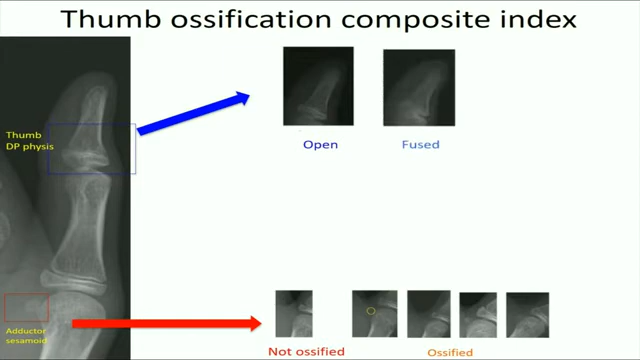 Thumb ossification composite index
Thumb
DP physis
Open
Fused
Adductor
sesamoid
Not ossified
Ossified